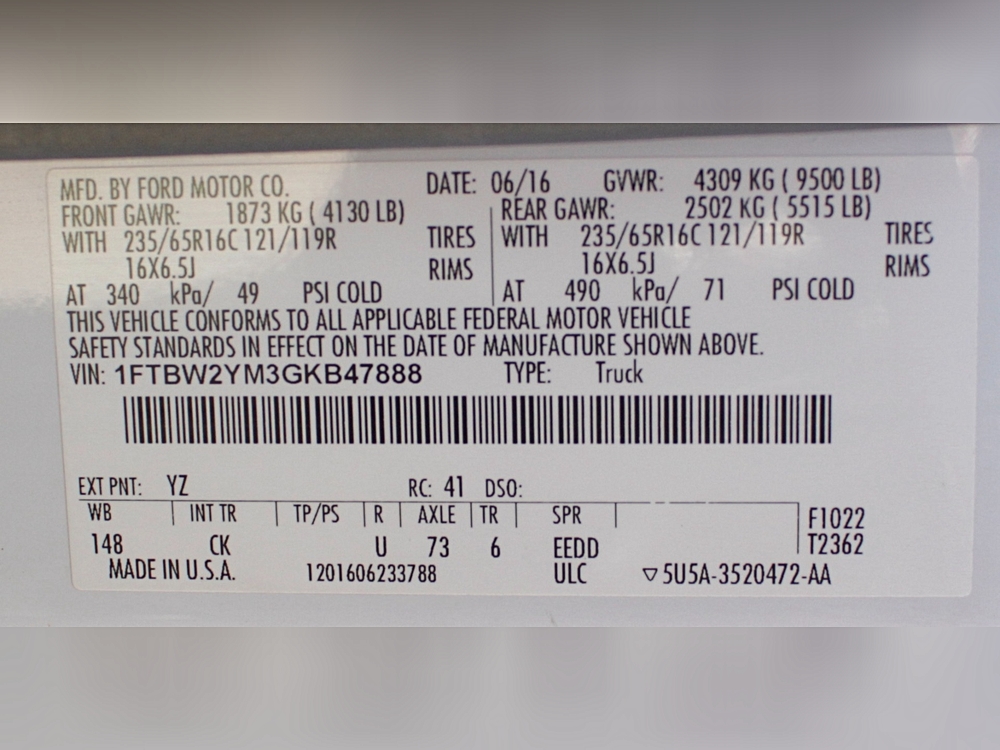 MFD. BY FORD MOTOR CO. DATE: 06/16 GVWR: 4309 KG ( 9500 LB)
FRONT GAWR: 1873 KG ( 4130 LB) REAR GAWR: 2502 KG ( 5515 LB)
WITH 235/65R16C 121/119R TIRES WITH 235/65R16C 121/119R TIRES
16X6.5J RIMS 16X6.5J RIMS
AT 340 kPa/ 49 PSI COLD AT 490 kPa/ 71 PSI COLD
THIS VEHICLE CONFORMS TO ALL APPLICABLE FEDERAL MOTOR VEHICLE
SAFETY STANDARDS IN EFFECT ON THE DATE OF MANUFACTURE SHOWN ABOVE.
VIN: 1FTBW2YM3GKB47888 TYPE: Truck
EXT PNT: YZ RC: 41 DSO:
WB INT TR TP/PS R AXLE TR SPR F1022
148 CK U 73 6 EEDD T2362
MADE IN U.S.A. 1201606233788 ULC ▽5U5A-3520472-AA